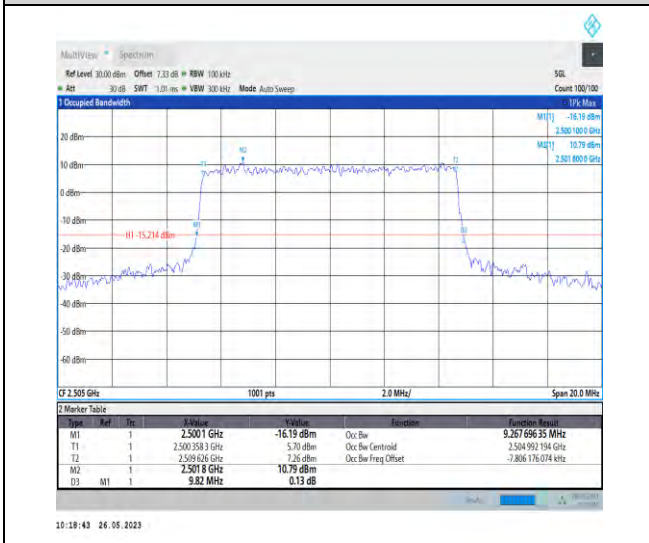 MultiView Spectrum
Ref Level 30.00 dBm Offset 7.33 dB RBW 100 kHz SGL
Att 30 dB SWT 1.01 ms VBW 300 kHz Mode Auto Sweep Count 100/100
1 Occupied Bandwidth 1Pk Max
M1[1] -16.19 dBm
2.500 100 0 GHz
M2[1] 10.79 dBm
2.501 800 0 GHz
20 dBm
M2
T1 T2
10 dBm
0 dBm
-10 dBm
M1
H1 -15.214 dBm
D3
-20 dBm
-30 dBm
-40 dBm
-50 dBm
-60 dBm
CF 2.505 GHz 1001 pts 2.0 MHz/ Span 20.0 MHz
2 Marker Table
Type Ref Trc X-Value Y-Value Function Function Result
M1 1 2.5001 GHz -16.19 dBm Occ Bw 9.267 696 35 MHz
T1 1 2.500 358 3 GHz 5.70 dBm Occ Bw Centroid 2.504 992 194 GHz
T2 1 2.509 626 GHz 7.26 dBm Occ Bw Freq Offset -7.806 176 074 kHz
M2 1 2.5018 GHz 10.79 dBm
D3 M1 1 9.82 MHz 0.13 dB
10:18:43 26.05.2023